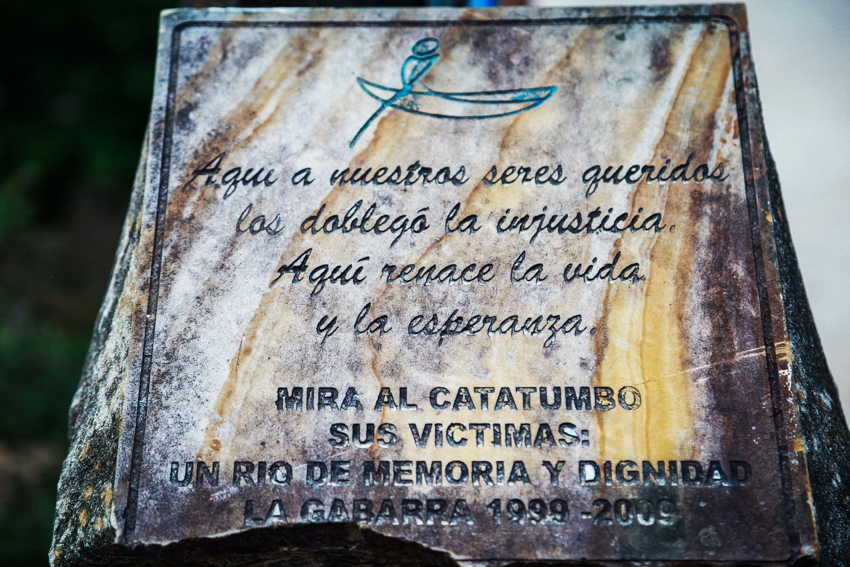 Aquí a nuestros seres queridos
los doblegó la injusticia.
Aquí renace la vida
y la esperanza.
MIRA AL CATATUMBO
SUS VICTIMAS:
UN RIO DE MEMORIA Y DIGNIDAD
LA GABARRA 1999 -2009